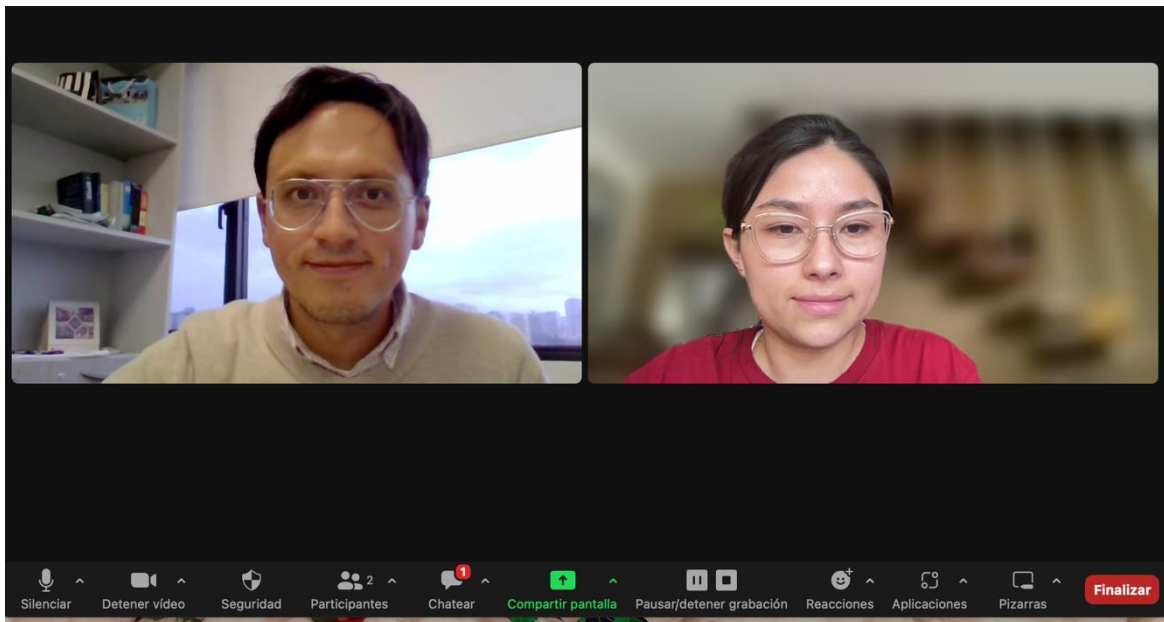 1
2
Silenciar
Detener vídeo
Seguridad
Participantes
Chatear
Compartir pantalla
Pausar/detener grabación
Reacciones
Aplicaciones
Pizarras
Finalizar